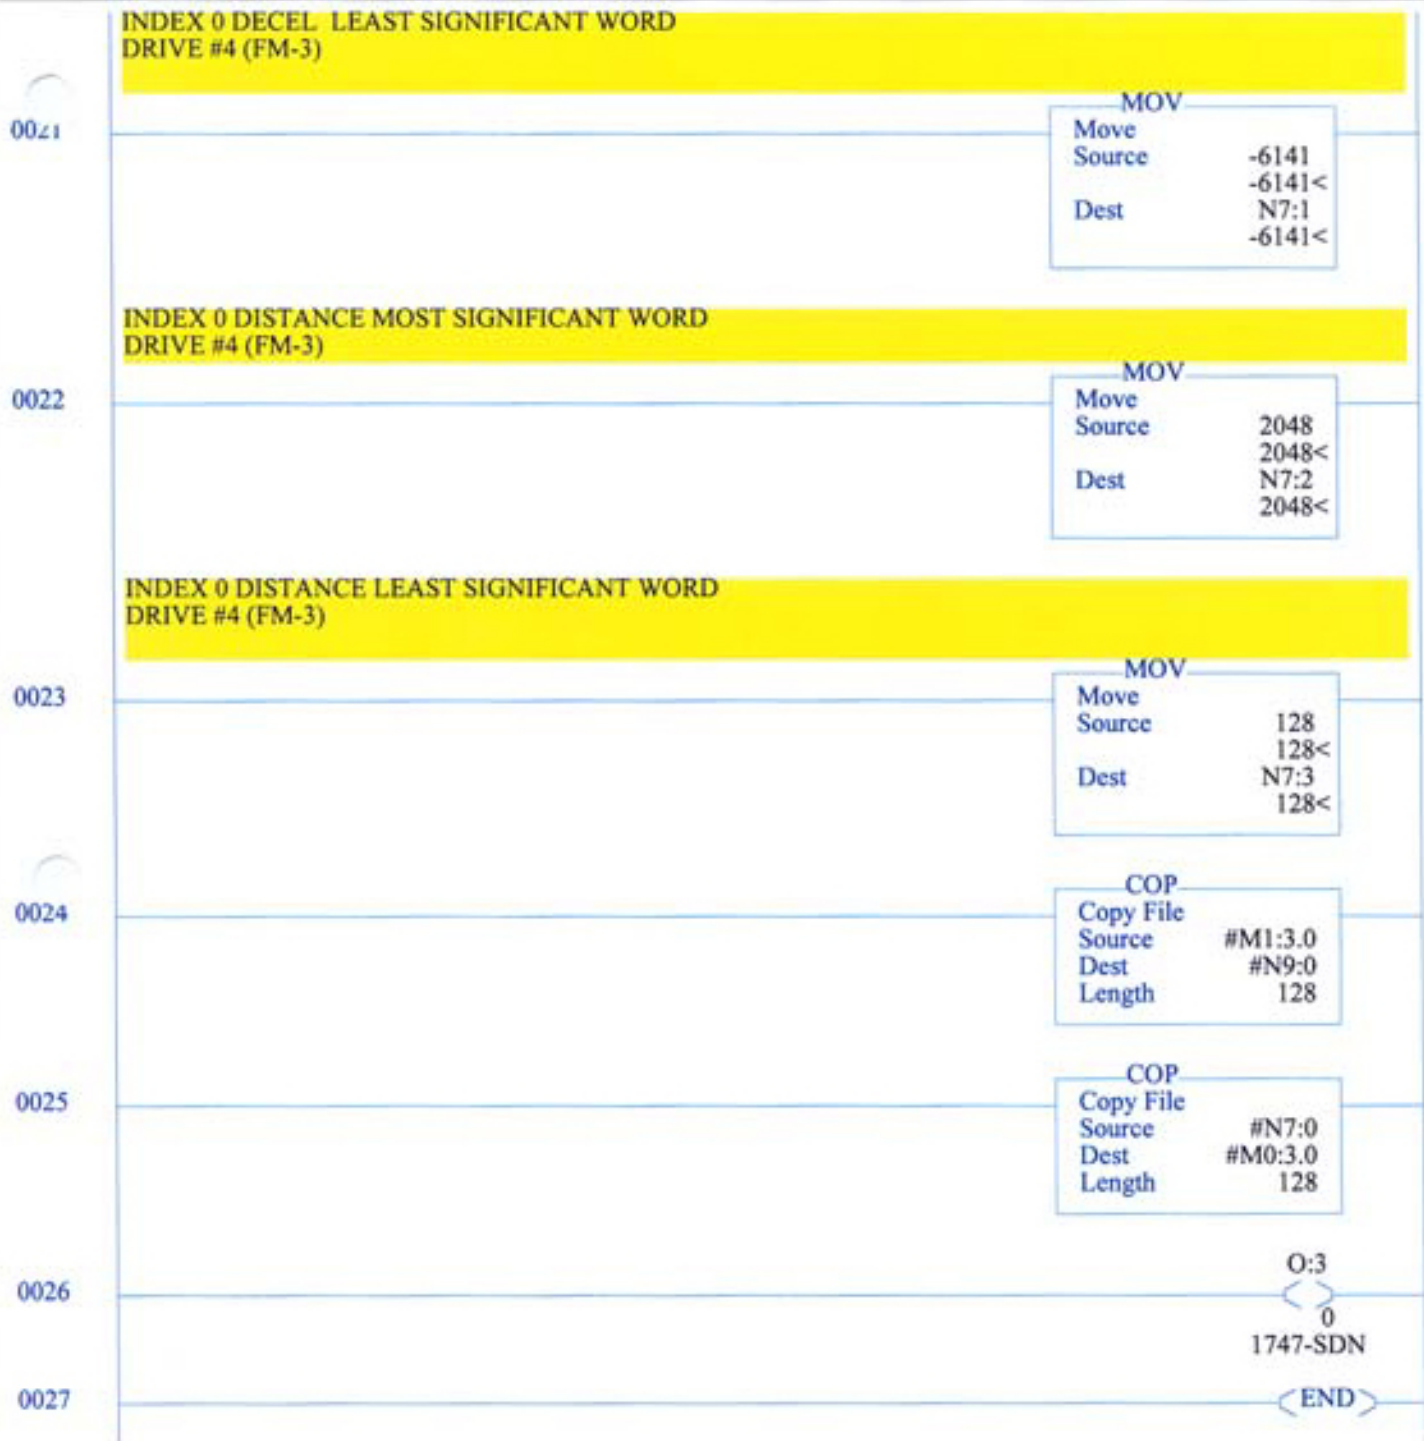 INDEX 0 DECEL LEAST SIGNIFICANT WORD
DRIVE #4 (FM-3)
0021
MOV
Move
Source -6141
-6141<
Dest N7:1
-6141<
INDEX 0 DISTANCE MOST SIGNIFICANT WORD
DRIVE #4 (FM-3)
0022
MOV
Move
Source 2048
2048<
Dest N7:2
2048<
INDEX 0 DISTANCE LEAST SIGNIFICANT WORD
DRIVE #4 (FM-3)
0023
MOV
Move
Source 128
128<
Dest N7:3
128<
0024
COP
Copy File
Source #M1:3.0
Dest #N9:0
Length 128
0025
COP
Copy File
Source #N7:0
Dest #M0:3.0
Length 128
0026
O:3
0
1747-SDN
0027
END